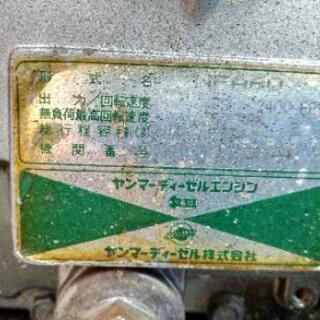 形式名
出力/回転速度
無負荷最高回転速度
総行程容積(ℓ)
機関番号
ヤンマーディーゼルエンジン
ヤンマーディーゼル株式会社